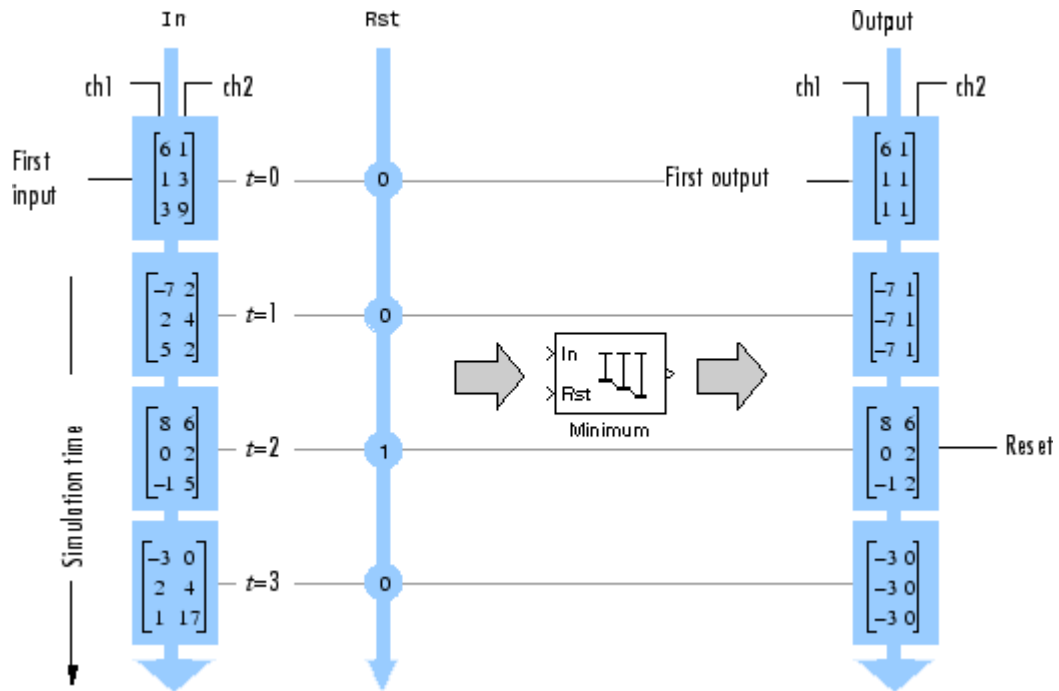 In Rst Output
ch1 ch2 ch1 ch2
First input
6 1
1 3
3 9
t=0
0
First output
6 1
1 1
1 1
-7 2
2 4
5 2
t=1
0
-7 1
-7 1
-7 1
In
Rst
Minimum
Simulation time
8 6
0 2
-1 5
t=2
1
8 6
0 2
-1 2
Reset
-3 0
2 4
1 17
t=3
0
-3 0
-3 0
-3 0